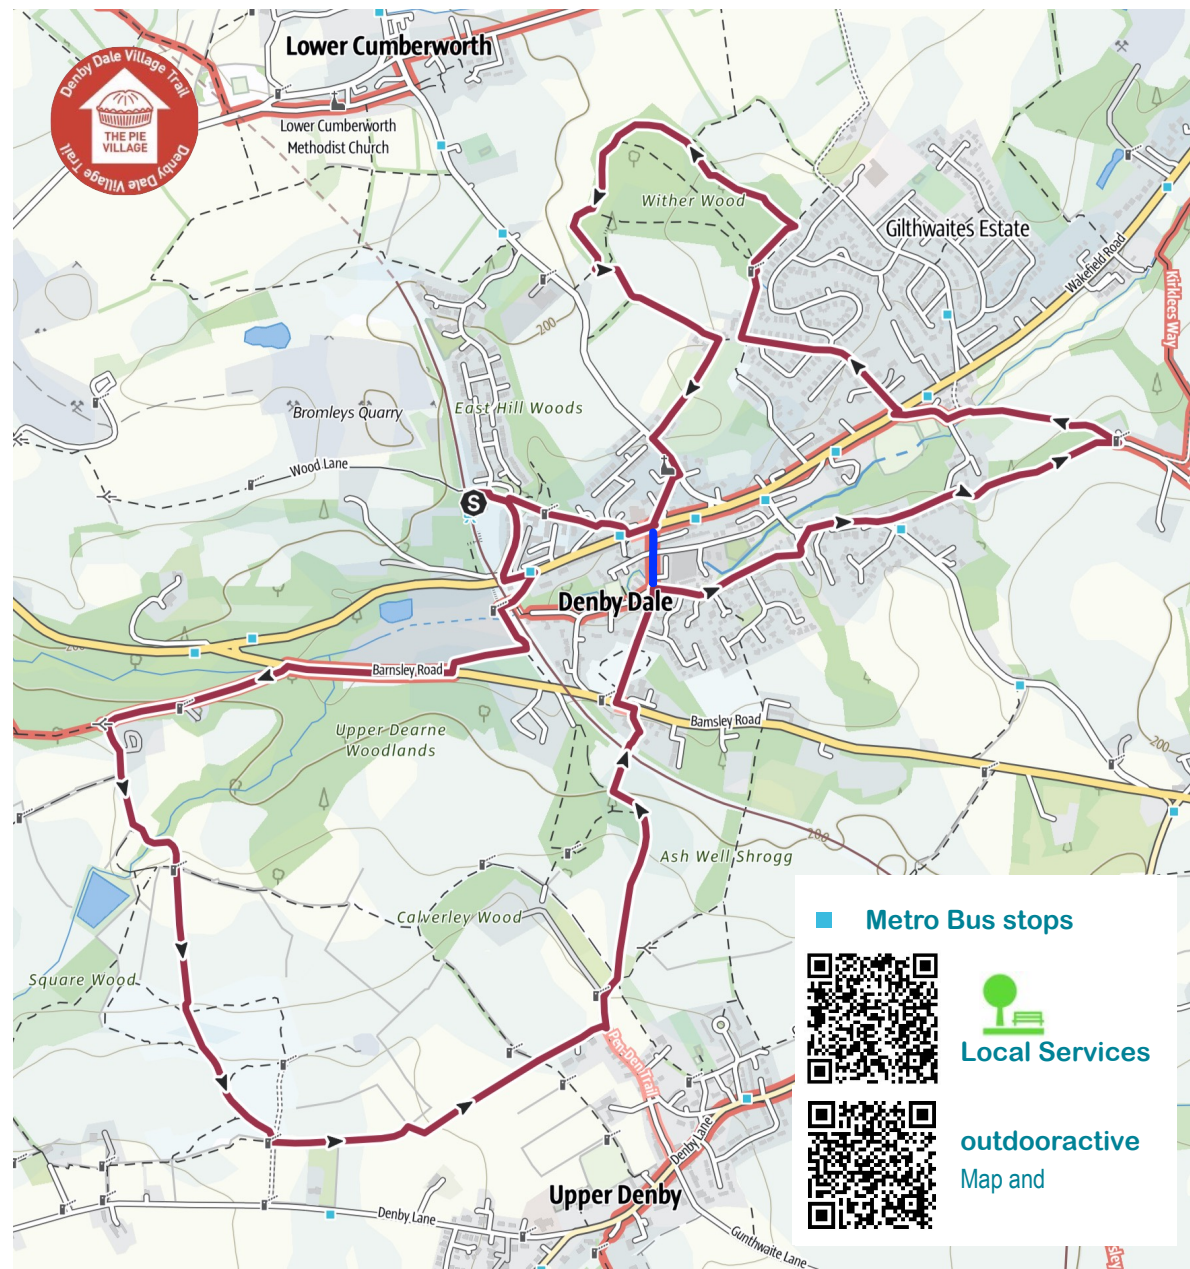 Lower Cumberworth
Denby Dale Village Trail
THE PIE
VILLAGE
Denby Dale Village Trail
Lower Cumberworth
Methodist Church
Wither Wood
Gilthwaites Estate
Wakefield Road
Kirklees Way
200
Bromleys Quarry
East Hill Woods
Wood Lane
S
Denby Dale
200
Barnsley Road
Upper Dearne
Woodlands
Barnsley Road
200
200
Ash Well Shrogg
Calverley Wood
Square Wood
Pen-Den Trail
Denby Lane
Upper Denby
Denby Lane
Gunthwaite Lane
Metro Bus stops
Local Services
outdooractive
Map and